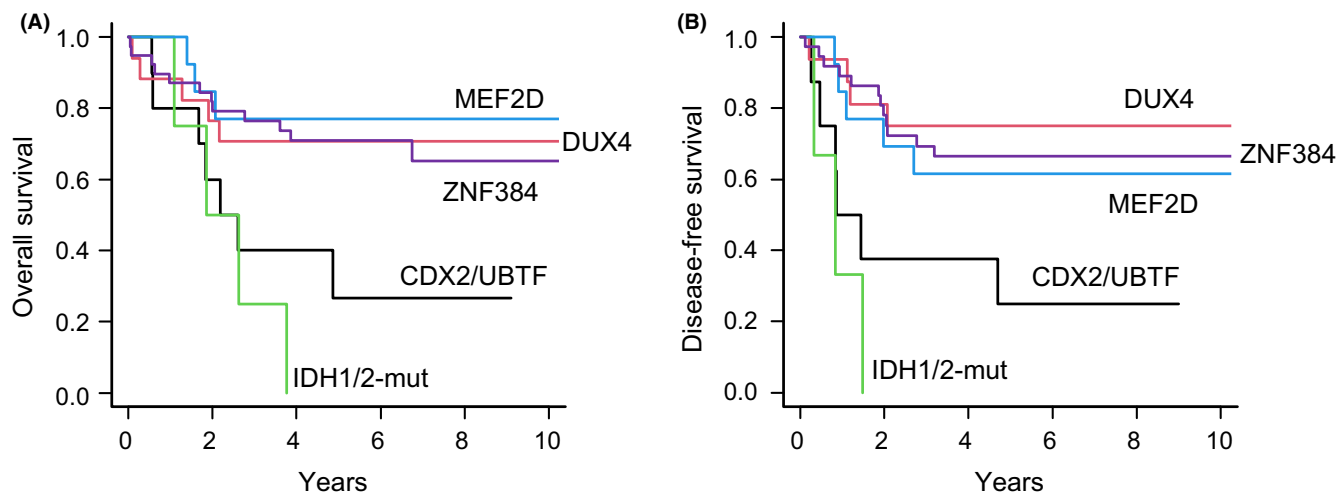 (A)
Overall survival
1.0
0.8
0.6
0.4
0.2
0.0
MEF2D
DUX4
ZNF384
CDX2/UBTF
IDH1/2-mut
0 2 4 6 8 10
Years
(B)
Disease-free survival
1.0
0.8
0.6
0.4
0.2
0.0
DUX4
ZNF384
MEF2D
CDX2/UBTF
IDH1/2-mut
0 2 4 6 8 10
Years